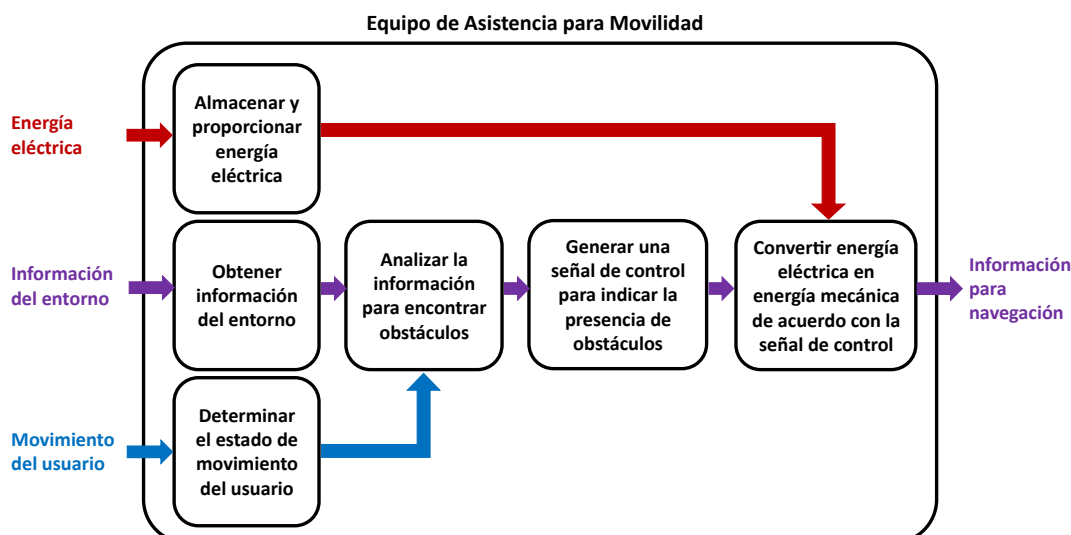 Equipo de Asistencia para Movilidad
Energía
eléctrica
Almacenar y
proporcionar
energía
eléctrica
Información
del entorno
Obtener
información
del entorno
Analizar la
información
para encontrar
obstáculos
Generar una
señal de control
para indicar la
presencia de
obstáculos
Convertir energía
eléctrica en
energía mecánica
de acuerdo con la
señal de control
Información
para
navegación
Movimiento
del usuario
Determinar
el estado de
movimiento
del usuario